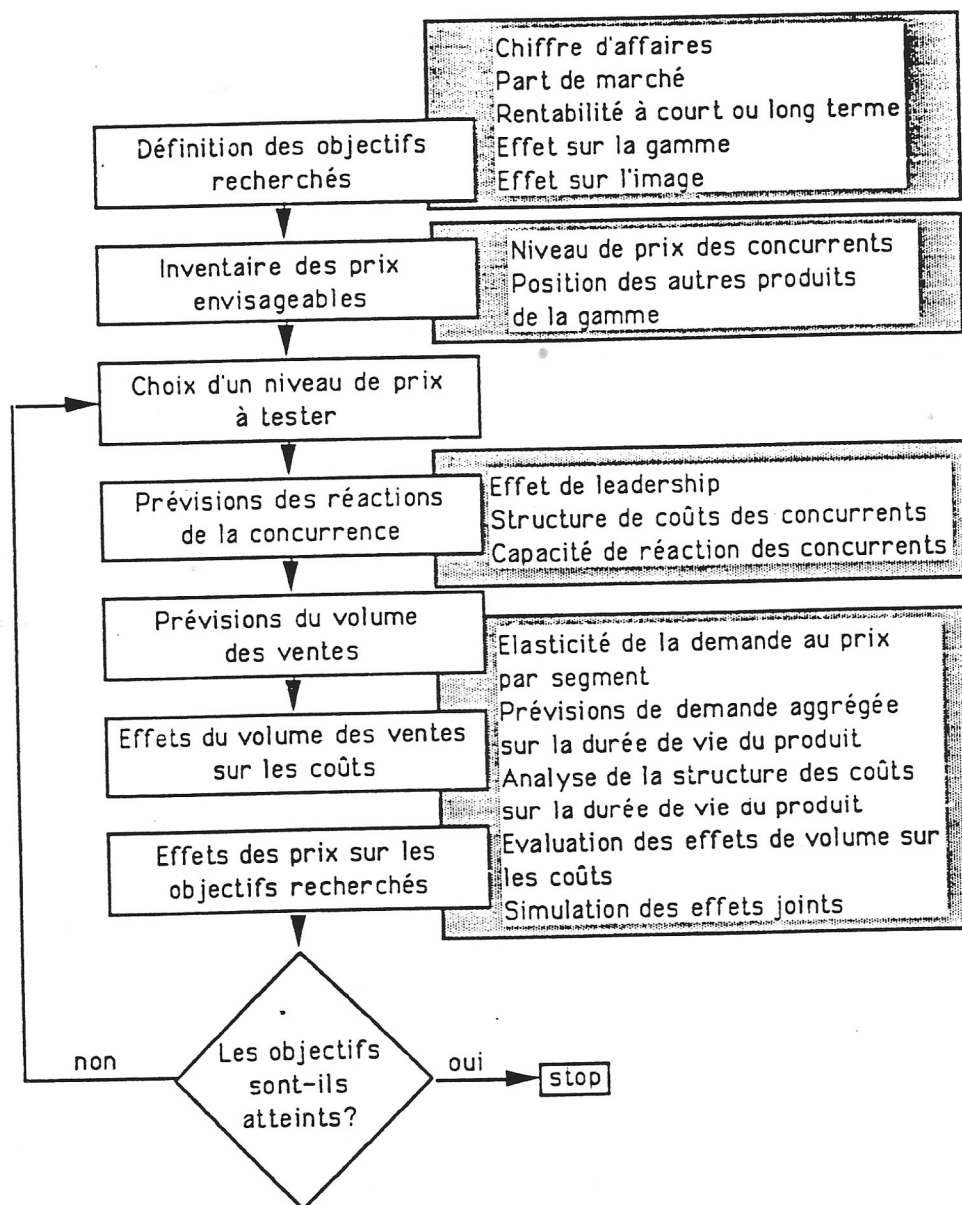 Chiffre d'affaires
Part de marché
Rentabilité à court ou long terme
Effet sur la gamme
Effet sur l'image
Définition des objectifs
recherchés
Niveau de prix des concurrents
Position des autres produits
de la gamme
Inventaire des prix
envisageables
Choix d'un niveau de prix
à tester
Effet de leadership
Structure de coûts des concurrents
Capacité de réaction des concurrents
Prévisions des réactions
de la concurrence
Prévisions du volume
des ventes
Elasticité de la demande au prix
par segment
Prévisions de demande aggrégée
sur la durée de vie du produit
Analyse de la structure des coûts
sur la durée de vie du produit
Evaluation des effets de volume sur
les coûts
Simulation des effets joints
Effets du volume des ventes
sur les coûts
Effets des prix sur les
objectifs recherchés
Les objectifs
sont-ils
atteints?
non
oui
stop